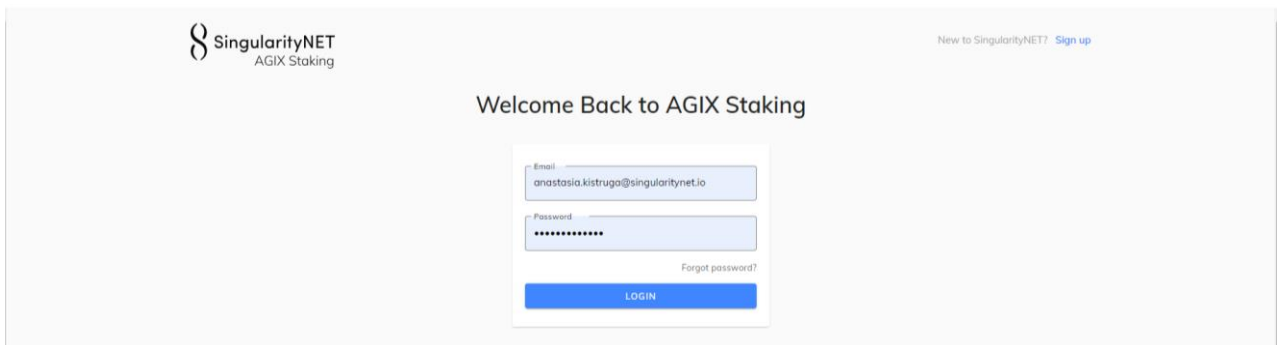 SingularityNET
AGIX Staking
New to SingularityNET? Sign up
Welcome Back to AGIX Staking
Email
anastasia.kistruga@singularitynet.io
Password
•••••••••••••
Forgot password?
LOGIN